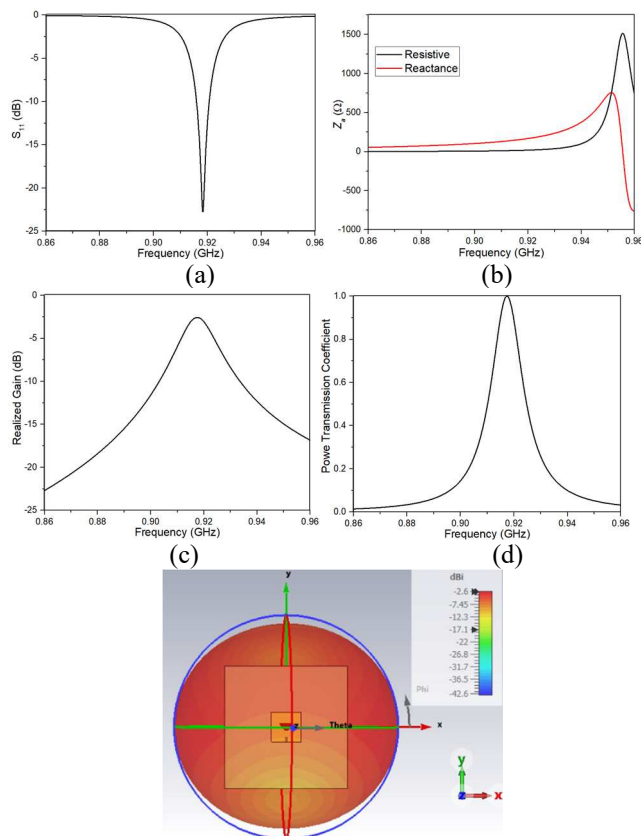 0
-5
-10
-15
-20
-25
S11 (dB)
0.86 0.88 0.90 0.92 0.94 0.96
Frequency (GHz)
(a)
1500
1000
500
0
-500
-1000
Za (Ω)
Resistive
Reactance
0.86 0.88 0.90 0.92 0.94 0.96
Frequency (GHz)
(b)
0
-5
-10
-15
-20
-25
Realized Gain (dB)
0.86 0.88 0.90 0.92 0.94 0.96
Frequency (GHz)
(c)
1.0
0.8
0.6
0.4
0.2
0.0
Powe Transmission Coefficient
0.86 0.88 0.90 0.92 0.94 0.96
Frequency (GHz)
(d)
y
dBi
-2.6
-7.45
-12.3
-17.1
-22
-22.8
-32.7
-31.5
-42.6
Phi
Theta
x
y
z
x